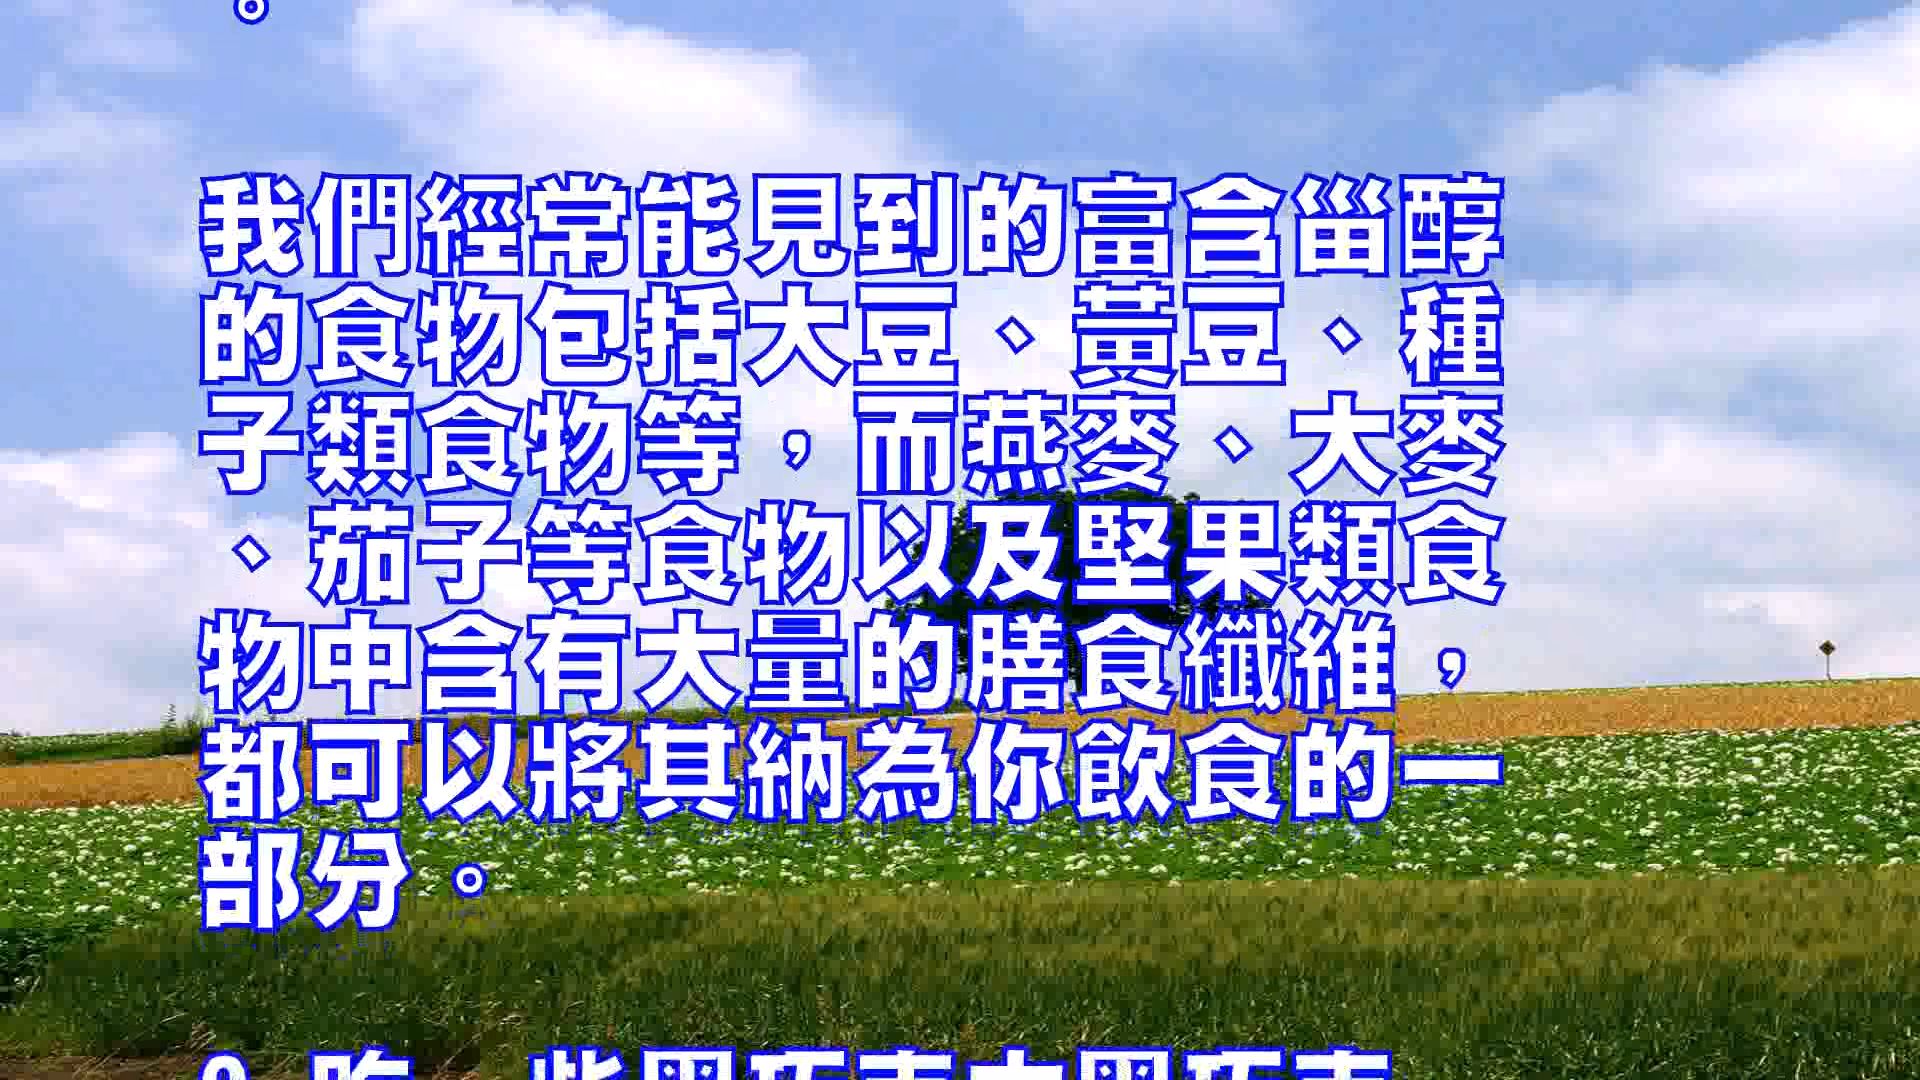 。
我們經常能見到的富含甾醇
的食物包括大豆、黃豆、種
子類食物等，而燕麥、大麥
、茄子等食物以及堅果類食
物中含有大量的膳食纖維，
都可以將其納為你飲食的一
部分。